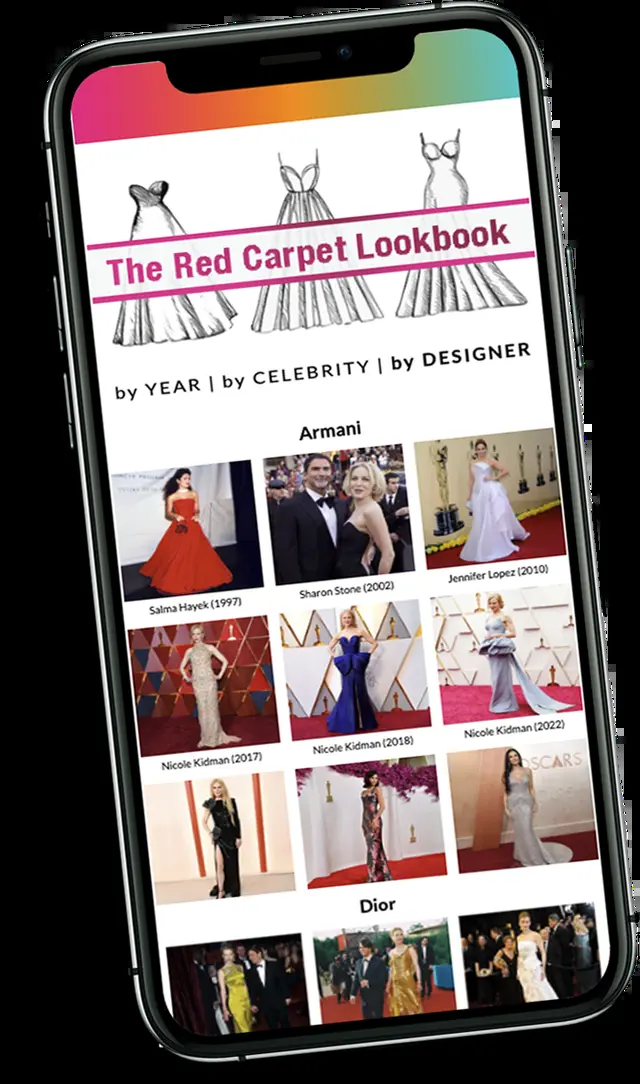 The Red Carpet Lookbook
by YEAR | by CELEBRITY | by DESIGNER
Armani
Salma Hayek (1997)
Sharon Stone (2002)
Jennifer Lopez (2010)
Nicole Kidman (2017)
Nicole Kidman (2018)
Nicole Kidman (2022)
OSCARS
Dior